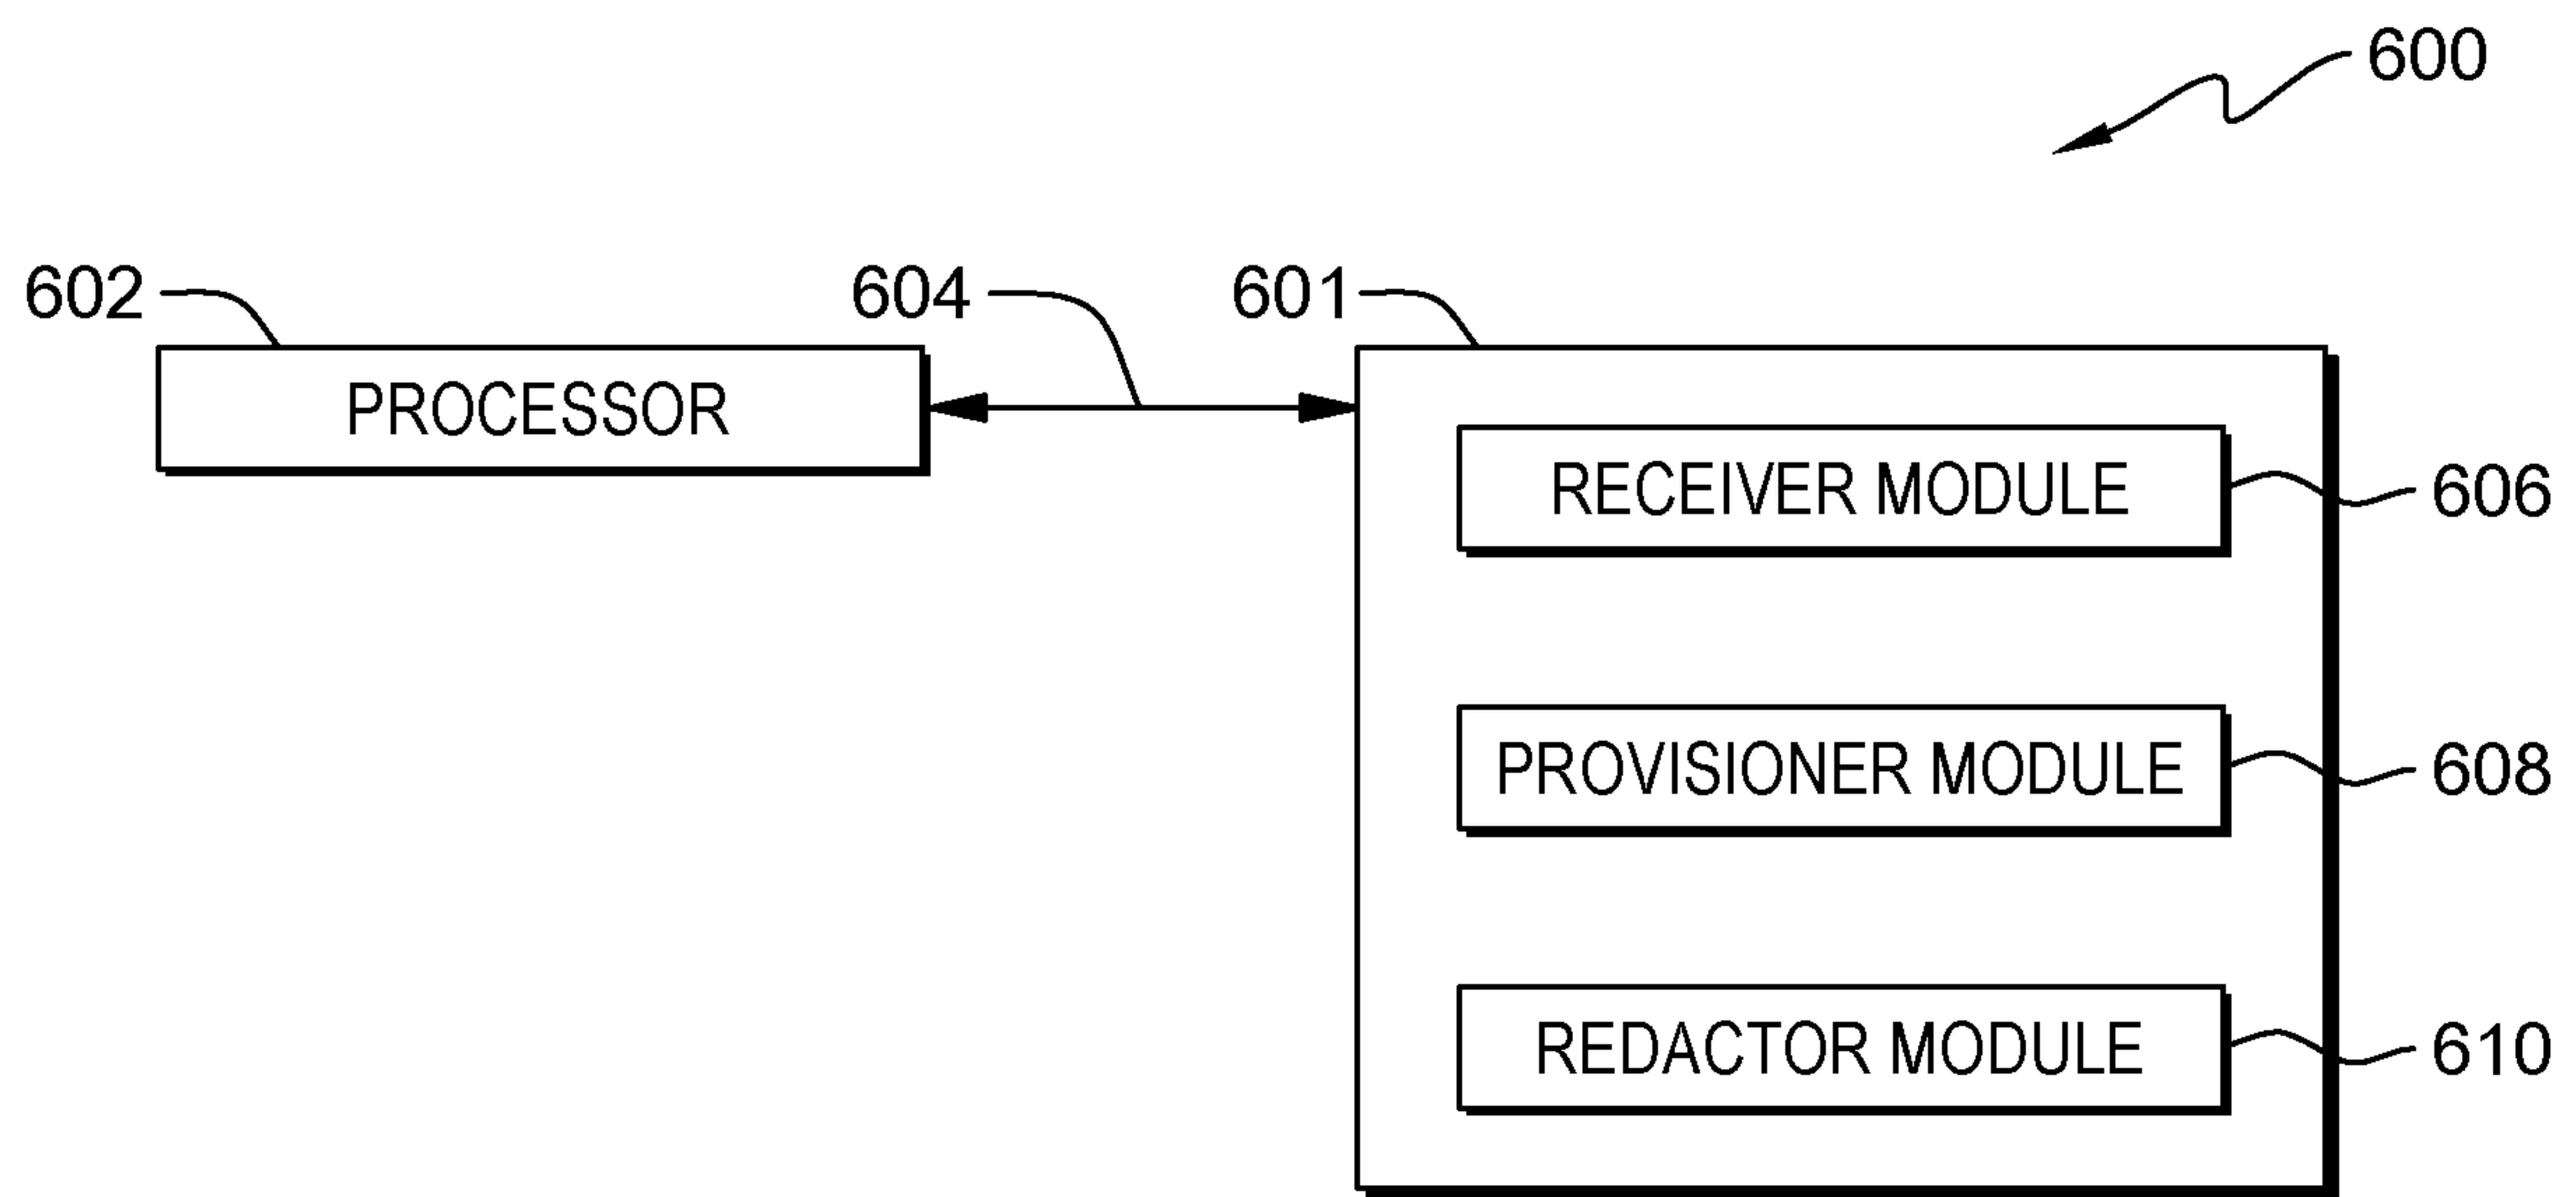 600
602
604
601
PROCESSOR
RECEIVER MODULE
606
PROVISIONER MODULE
608
REDACTOR MODULE
610